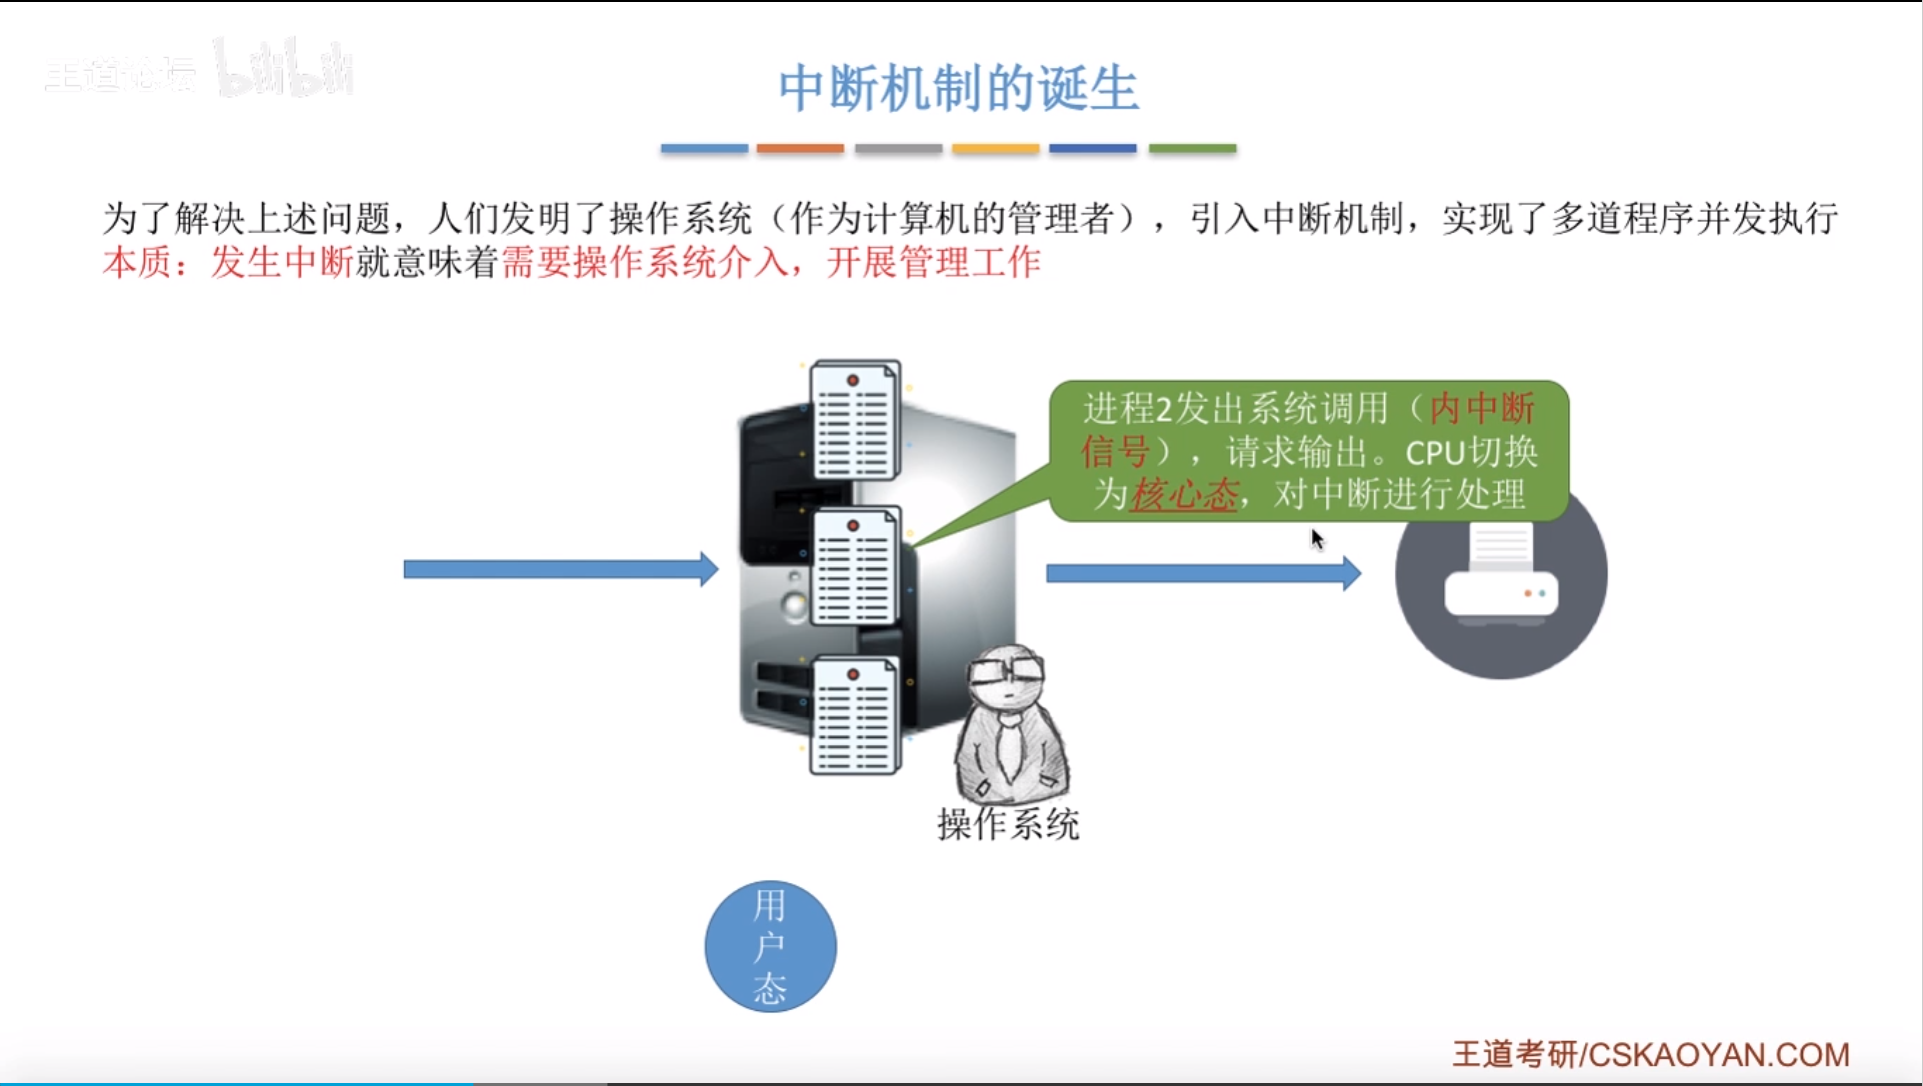 王道论坛 bilibili
中断机制的诞生
为了解决上述问题，人们发明了操作系统（作为计算机的管理者），引入中断机制，实现了多道程序并发执行
本质：发生中断就意味着需要操作系统介入，开展管理工作
进程2发出系统调用（内中断
信号），请求输出。CPU切换
为核心态，对中断进行处理
操作系统
用
户
态
王道考研/CSKAOYAN.COM